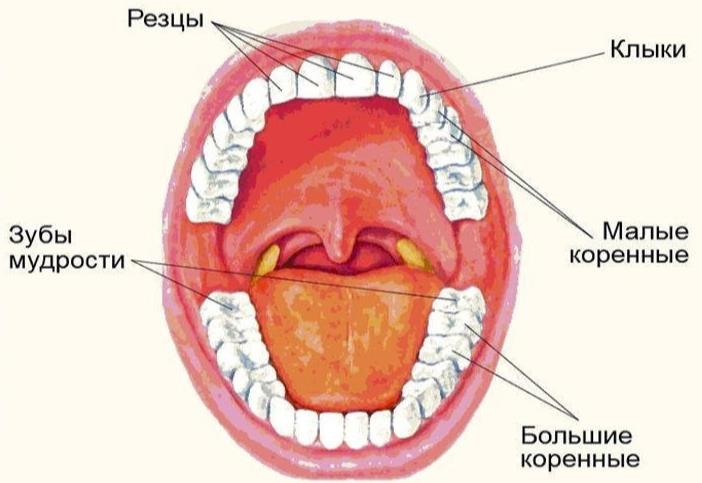 Резцы
Клыки
Малые
коренные
Зубы
мудрости
Большие
коренные